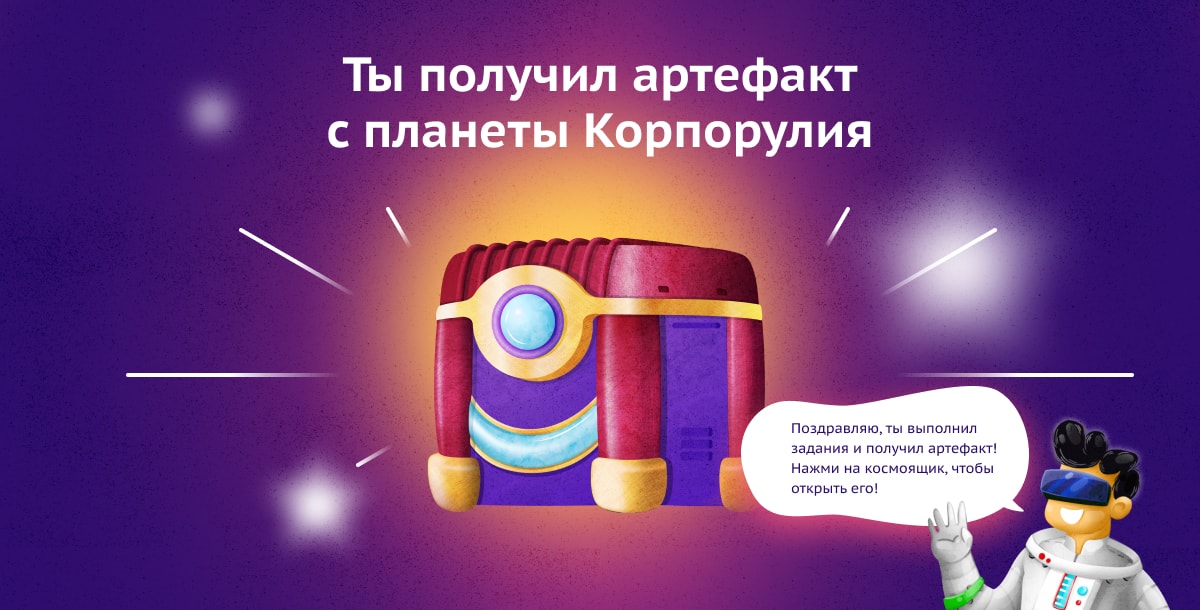 Ты получил артефакт
с планеты Корпорулия
Поздравляю, ты выполнил
задания и получил артефакт!
Нажми на космоящик, чтобы
открыть его!